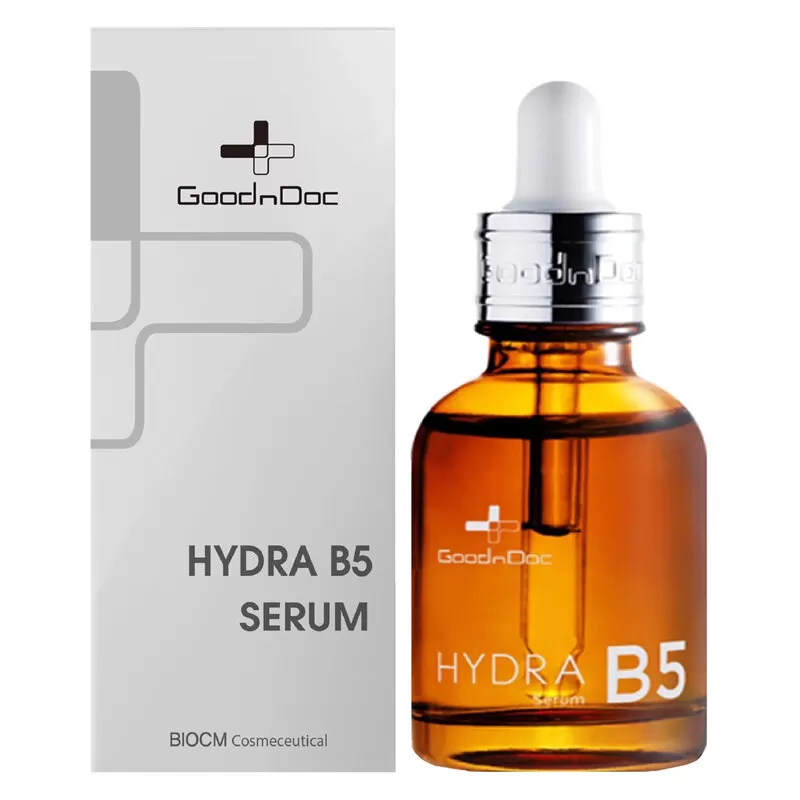 GoodnDoc
HYDRA B5
SERUM
BIOCM Cosmeceutical
GoodnDoc
GoodnDoc
HYDRA B5
serum